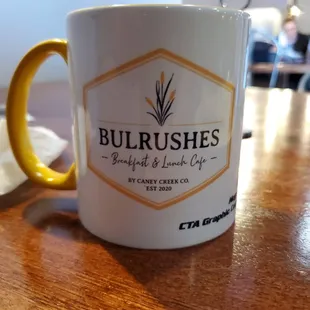 BULRUSHES
Breakfast & Lunch Cafe
BY CANEY CREEK CO.
EST 2020
CTA Graphic